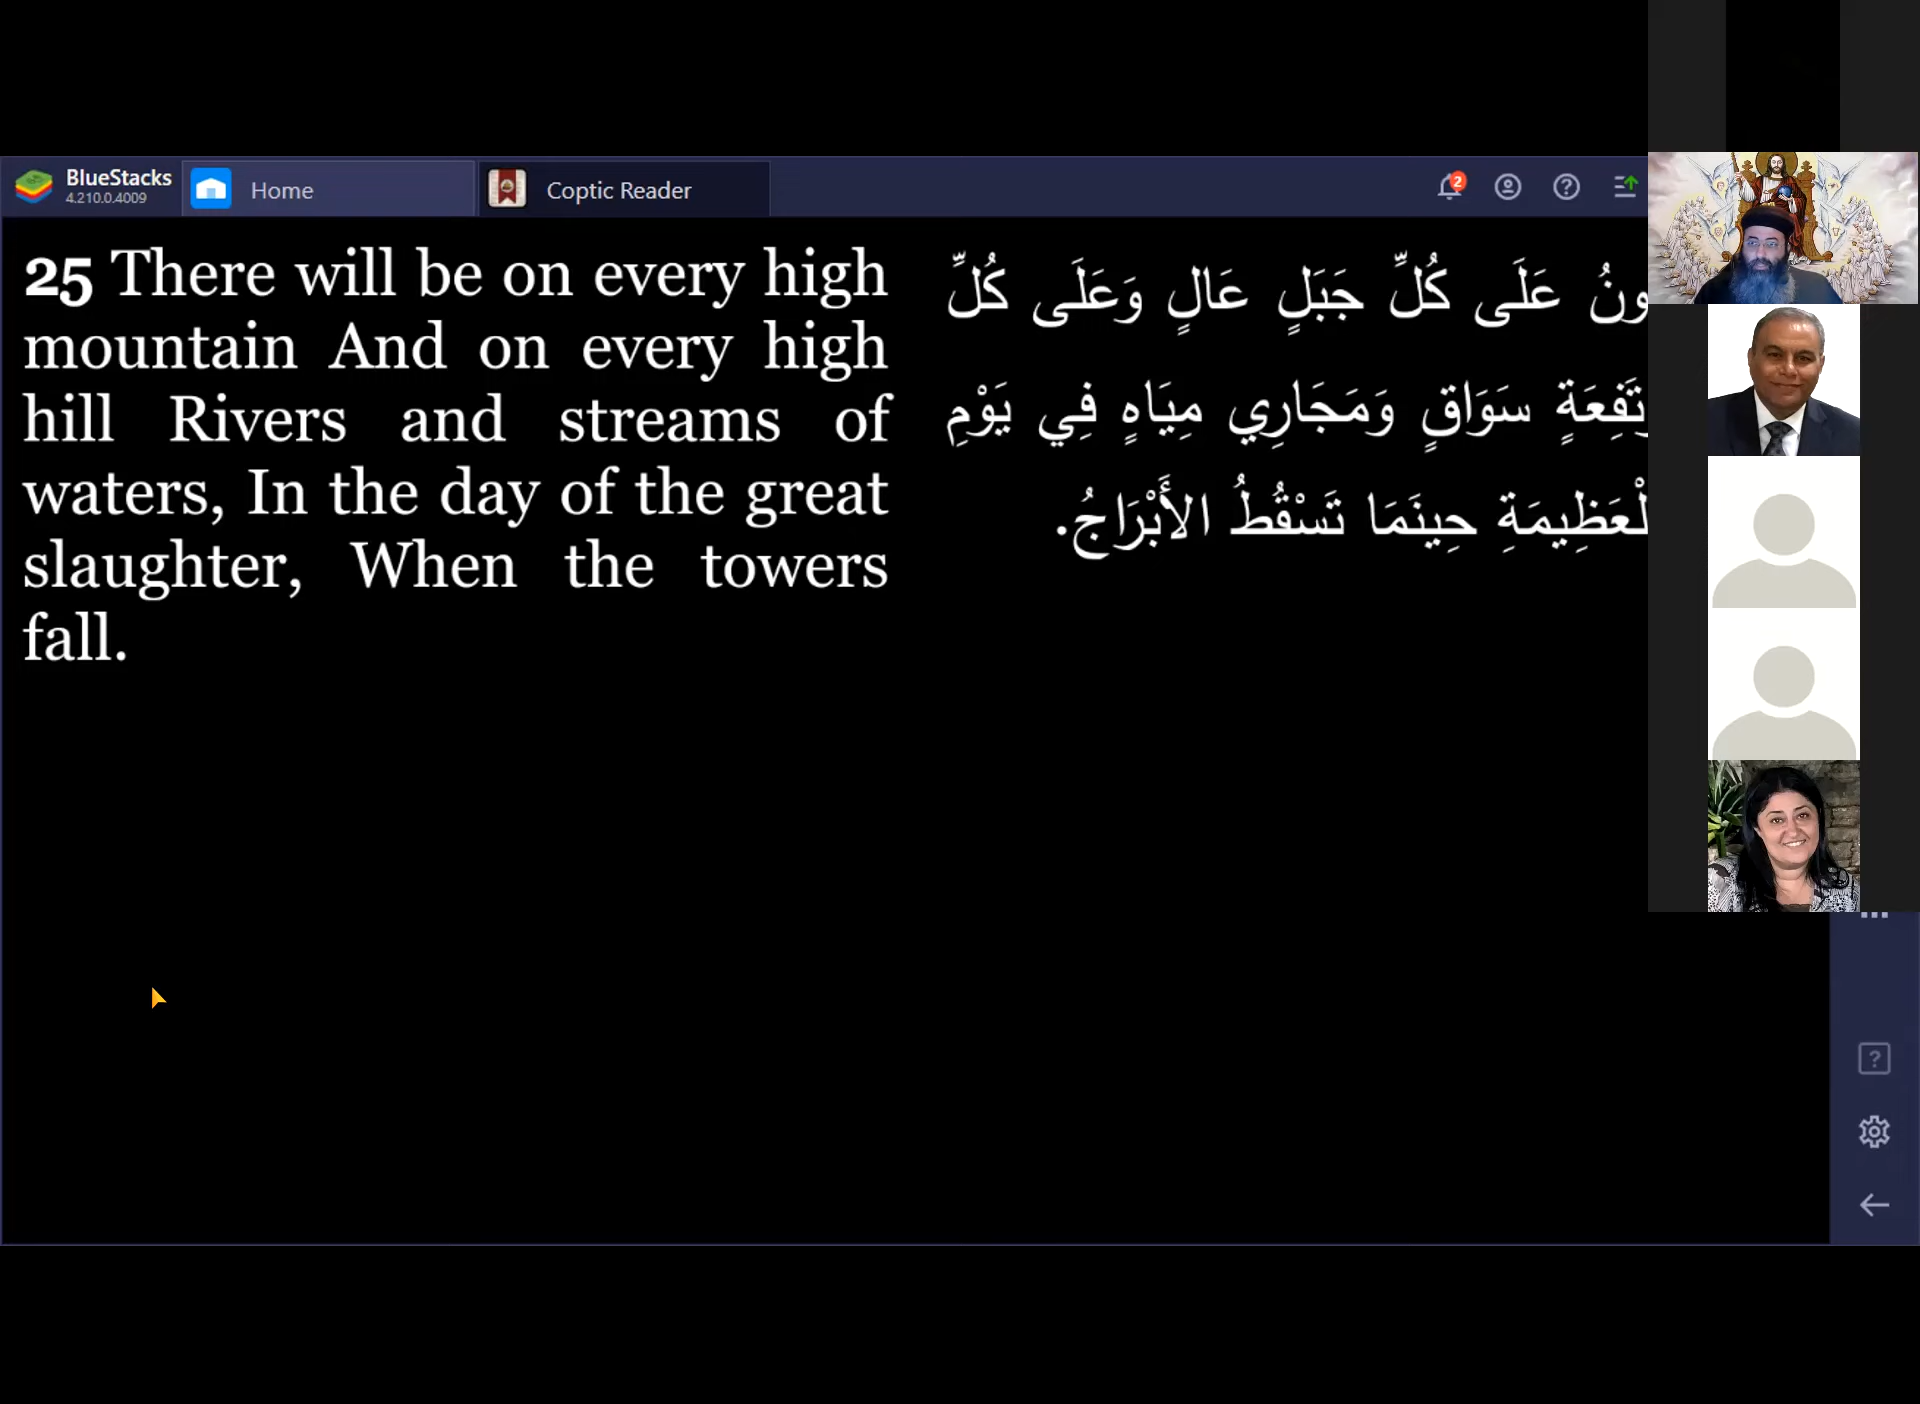 BlueStacks
4.210.0.4009
Home
Coptic Reader
2
25 There will be on every high
mountain And on every high
hill Rivers and streams of
waters, In the day of the great
slaughter, When the towers
fall.
عَلَى كُلِّ جَبَلٍ عَالٍ وَعَلَى كُلِّ
سَوَاقٍ وَمَجَارِي مِيَاهٍ فِي يَوْمِ
لْعَظِيمَةِ حِينَمَا تَسْقُطُ الأَبْرَاجُ.